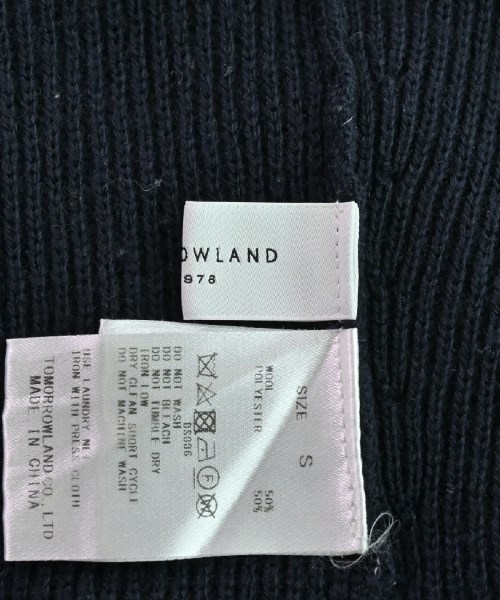 OWLAND
1978
SIZE S
WOOL 50%
POLYESTER 50%
DS036
DO NOT WASH
DO NOT BLEACH
DO NOT TUMBLE DRY
IRON LOW
DRY CLEAN SHORT CYCLE
DO NOT MACHINE WASH
USE LAUNDRY NET
IRON WITH PRESS CLOTH
TOMORROWLAND CO., LTD
MADE IN CHINA